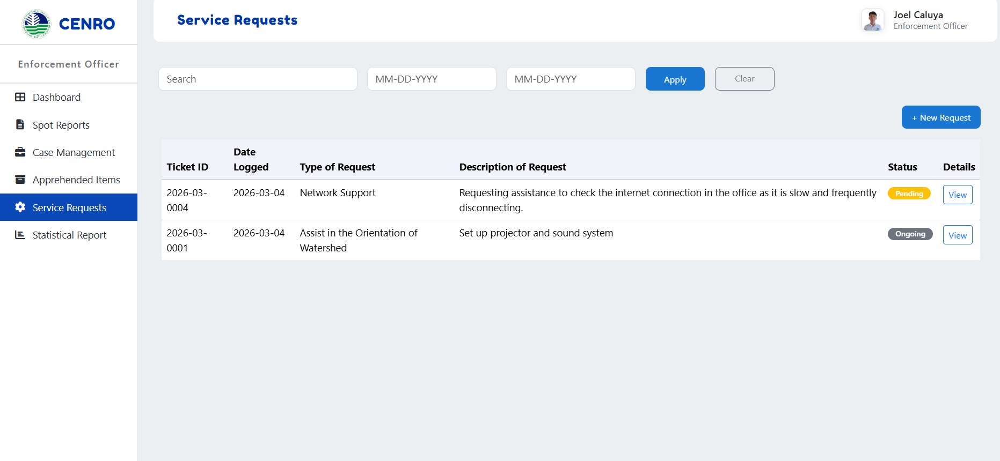 CENRO
Service Requests
Joel Caluya
Enforcement Officer
Enforcement Officer
Dashboard
Spot Reports
Case Management
Apprehended Items
Service Requests
Statistical Report
Search
MM-DD-YYYY
MM-DD-YYYY
Apply
Clear
+ New Request
Ticket ID
Date
Logged
Type of Request
Description of Request
Status
Details
2026-03-
0004
2026-03-04
Network Support
Requesting assistance to check the internet connection in the office as it is slow and frequently
disconnecting.
Pending
View
2026-03-
0001
2026-03-04
Assist in the Orientation of
Watershed
Set up projector and sound system
Ongoing
View